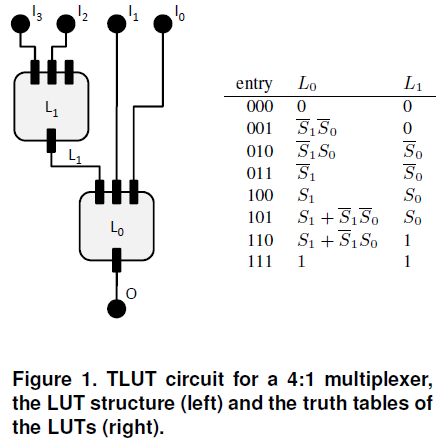 I₃ I₂ I₁ I₀
L₁
L₁
L₀
O
entry L₀ L₁
000 0 0
001 S̅₁S̅₀ 0
010 S̅₁S₀ S̅₀
011 S̅₁ S̅₀
100 S₁ S₀
101 S₁ + S̅₁S̅₀ S₀
110 S₁ + S̅₁S₀ 1
111 1 1
Figure 1. TLUT circuit for a 4:1 multiplexer,
the LUT structure (left) and the truth tables of
the LUTs (right).